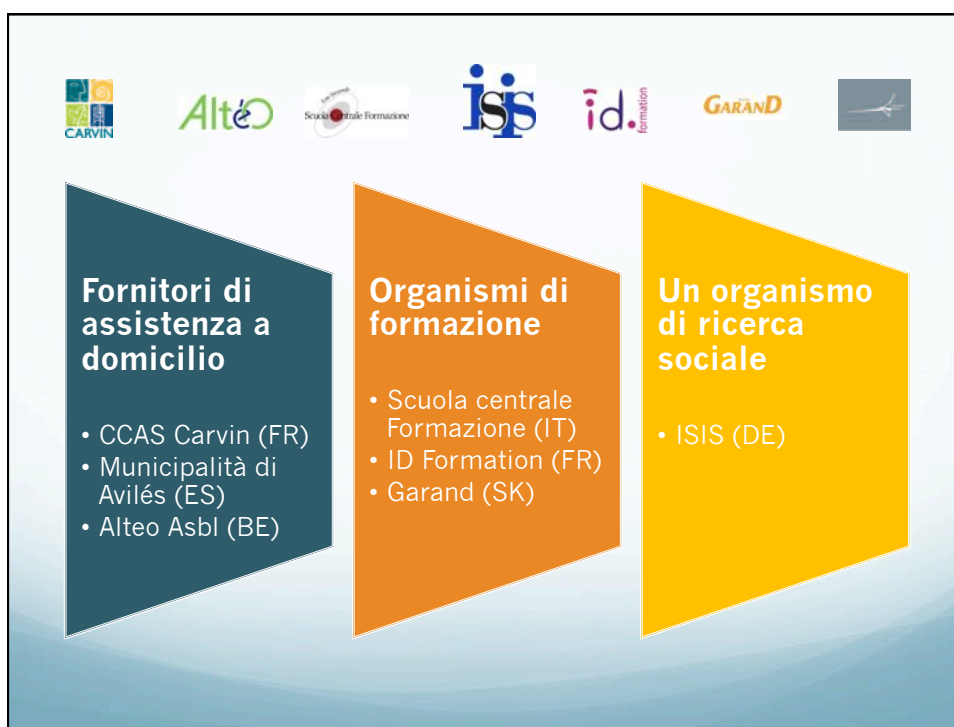 CARVIN
Altéo
Scuola Centrale Formazione
isis
id. formation
GARAND
Fornitori di
assistenza a
domicilio
• CCAS Carvin (FR)
• Municipalità di
Avilés (ES)
• Alteo Asbl (BE)
Organismi di
formazione
• Scuola centrale
Formazione (IT)
• ID Formation (FR)
• Garand (SK)
Un organismo
di ricerca
sociale
• ISIS (DE)